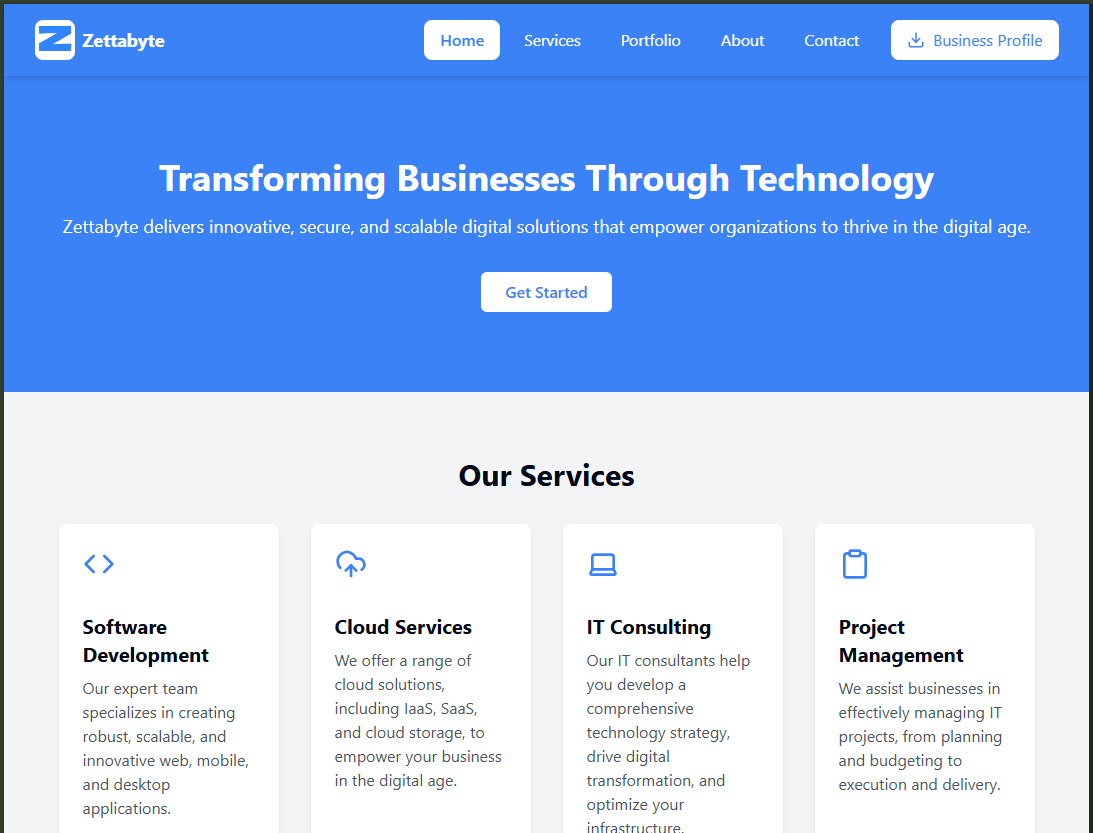 Zettabyte
Home
Services
Portfolio
About
Contact
Business Profile
Transforming Businesses Through Technology
Zettabyte delivers innovative, secure, and scalable digital solutions that empower organizations to thrive in the digital age.
Get Started
Our Services
Software
Development
Our expert team
specializes in creating
robust, scalable, and
innovative web, mobile,
and desktop
applications.
Cloud Services
We offer a range of
cloud solutions,
including IaaS, SaaS,
and cloud storage, to
empower your business
in the digital age.
IT Consulting
Our IT consultants help
you develop a
comprehensive
technology strategy,
drive digital
transformation, and
optimize your
infrastructure.
Project
Management
We assist businesses in
effectively managing IT
projects, from planning
and budgeting to
execution and delivery.